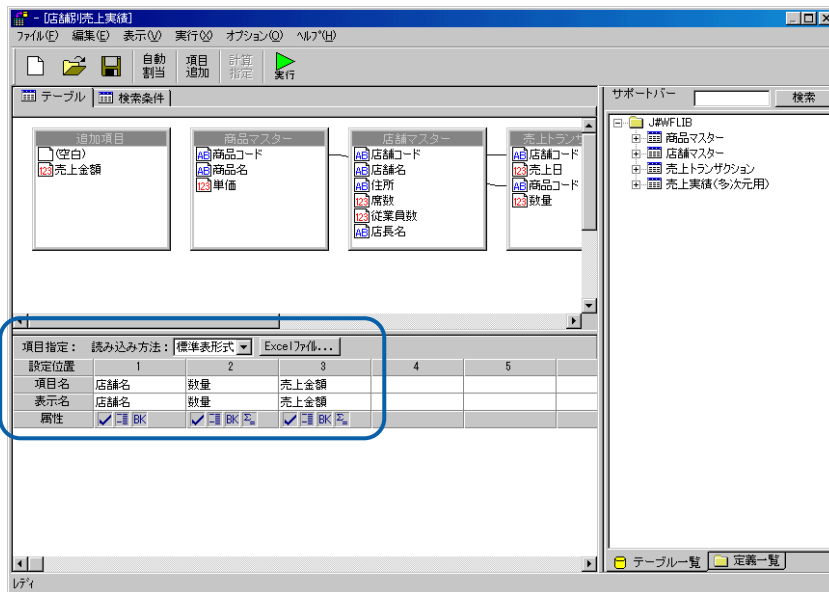 - [店舗別売上実績]
ファイル(F) 編集(E) 表示(V) 実行(X) オプション(O) ヘルプ(H)
自動割当 項目追加 計算指定 実行
テーブル 検索条件
サポートバー 検索
追加項目
(空白)
売上金額
商品マスター
商品コード
商品名
単価
店舗マスター
店舗コード
店舗名
住所
席数
従業員数
店長名
売上トランザ
店舗コード
売上日
商品コード
数量
J#WFLIB
商品マスター
店舗マスター
売上トランザクション
売上実績(多次元用)
項目指定： 読み込み方法： 標準表形式 Excelファイル...
設定位置 1 2 3 4 5
項目名 店舗名 数量 売上金額
表示名 店舗名 数量 売上金額
属性 BK BK Σ BK Σ
テーブル一覧 定義一覧
レディ